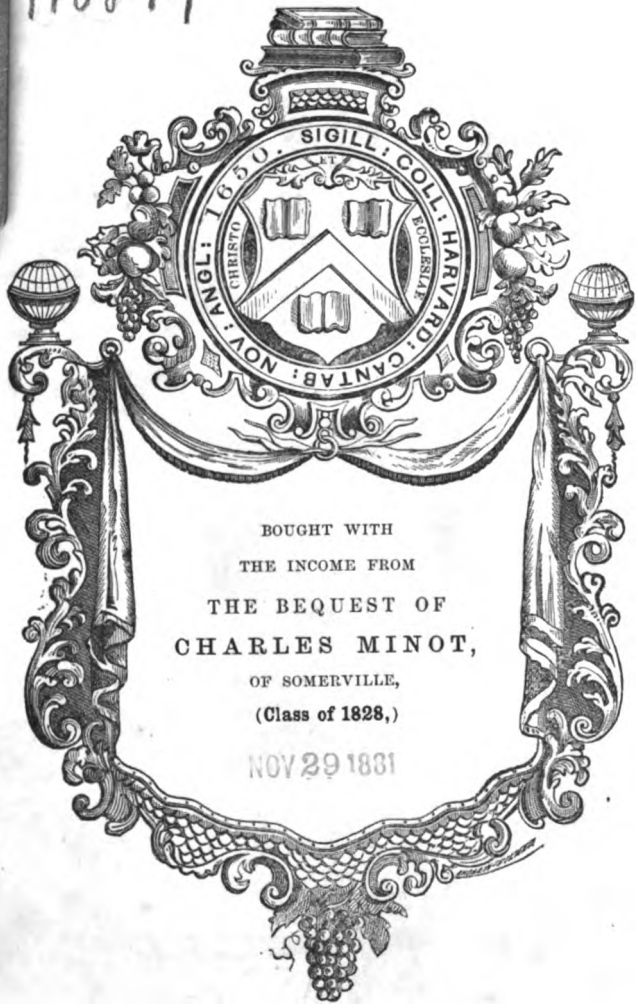 SIGILL: COLL: HARVARD: CANTAB: NOV: ANGL: 1650.
ET
CHRISTO
ECCLESIAE
BOUGHT WITH
THE INCOME FROM
THE BEQUEST OF
CHARLES MINOT,
OF SOMERVILLE,
(Class of 1828,)
NOV 29 1881